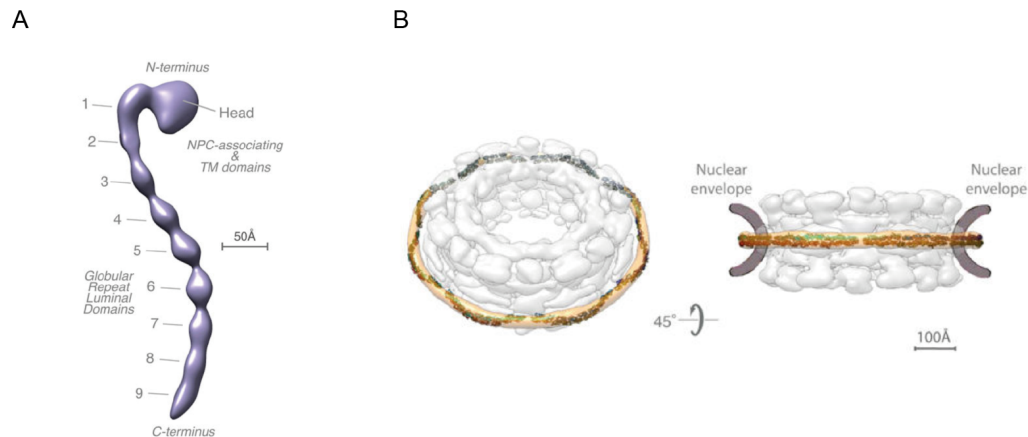 A
N-terminus
1
Head
2
NPC-associating
&
TM domains
3
4
50Å
5
Globular
Repeat
Luminal
Domains
6
7
8
9
C-terminus
B
Nuclear
envelope
Nuclear
envelope
45°
100Å